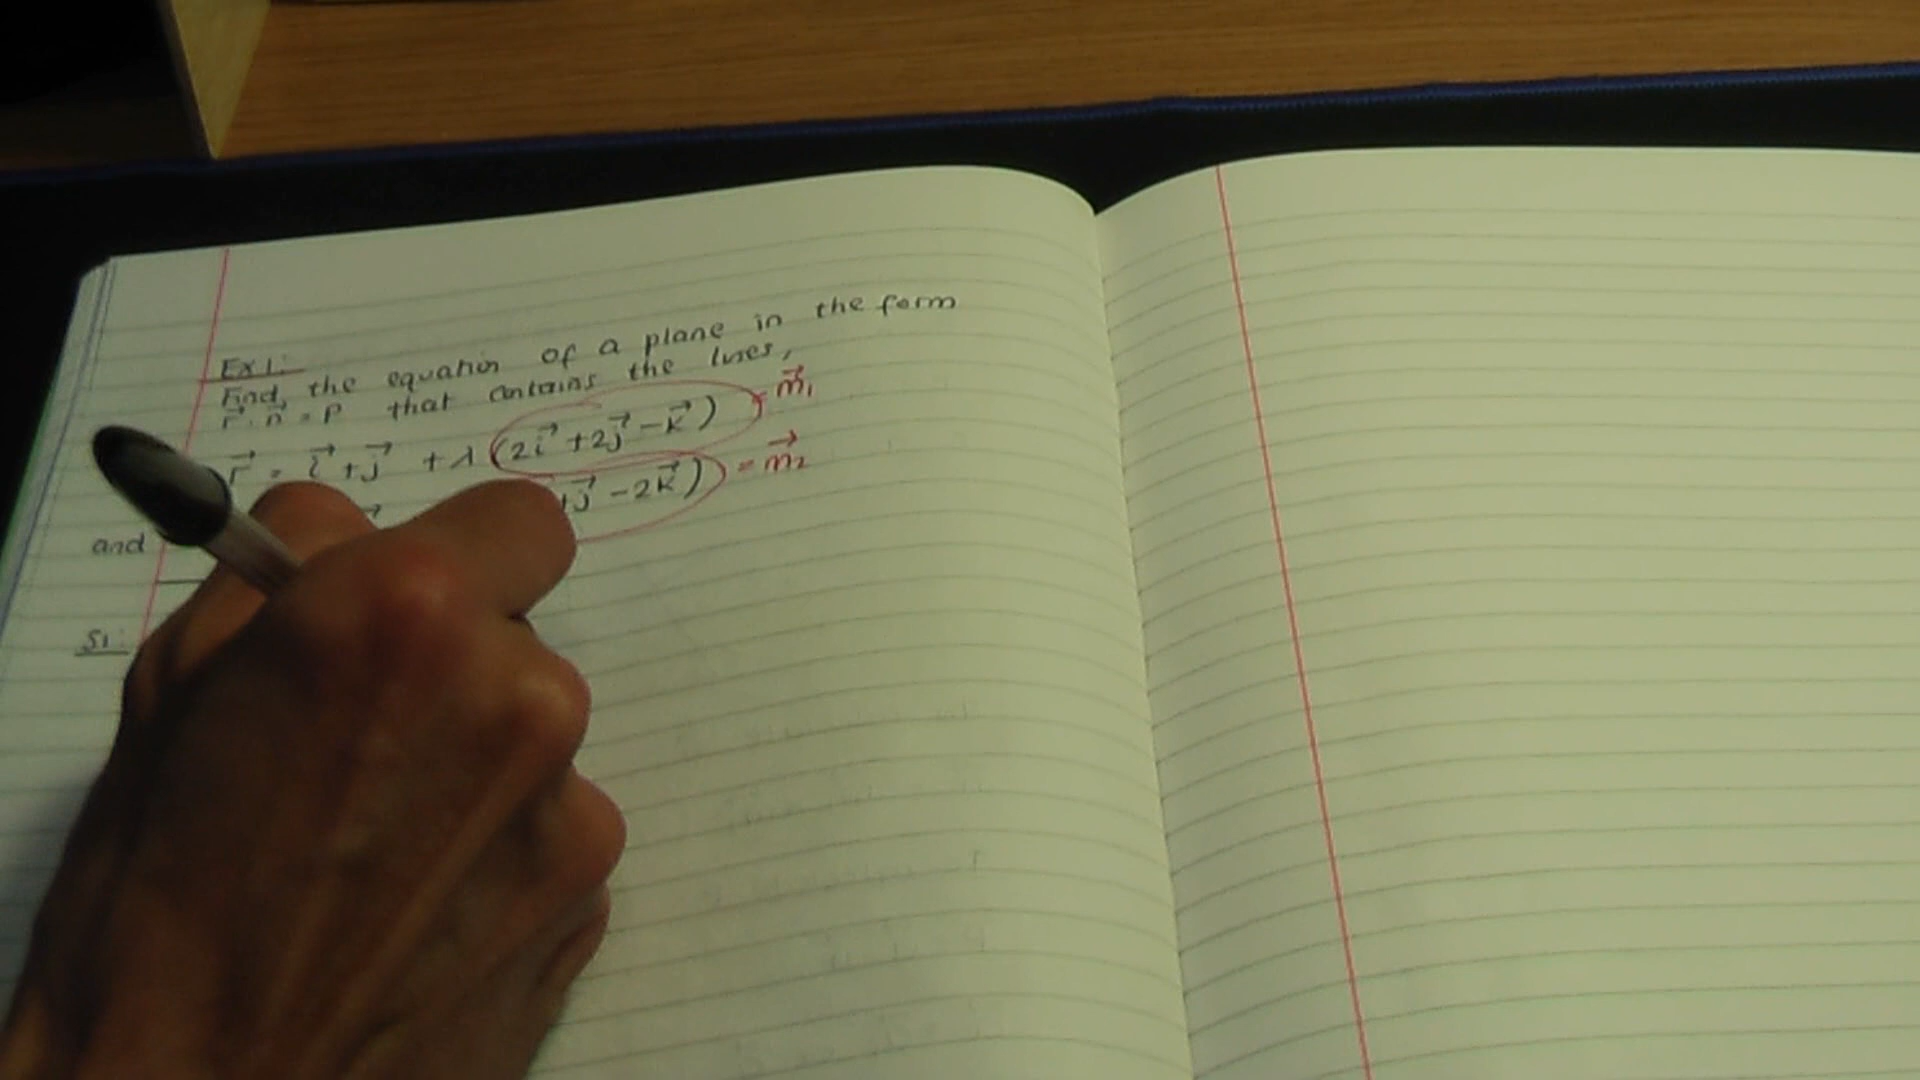 Ex 1:
Find, the equation of a plane in the form
r⃗ . n⃗ = p that contains the lines,
r⃗ = i⃗ + j⃗ + λ (2i⃗ + 2j⃗ - k⃗) = m⃗₁
and +j⃗ - 2k⃗) = m⃗₂
S1: